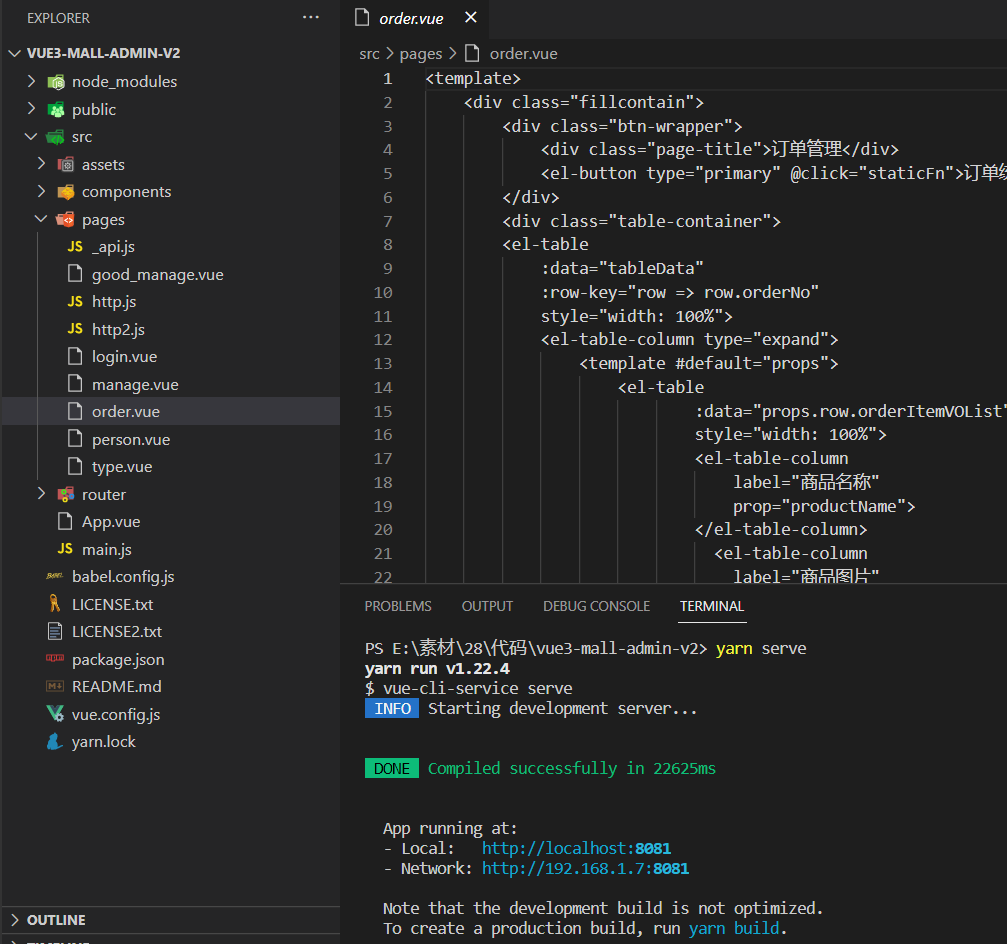 EXPLORER
VUE3-MALL-ADMIN-V2
node_modules
public
src
assets
components
pages
JS _api.js
good_manage.vue
JS http.js
JS http2.js
login.vue
manage.vue
order.vue
person.vue
type.vue
router
App.vue
JS main.js
babel.config.js
LICENSE.txt
LICENSE2.txt
package.json
README.md
vue.config.js
yarn.lock
OUTLINE
order.vue
src > pages > order.vue
1 <template>
2 <div class="fillcontain">
3 <div class="btn-wrapper">
4 <div class="page-title">订单管理</div>
5 <el-button type="primary" @click="staticFn">订单
6 </div>
7 <div class="table-container">
8 <el-table
9 :data="tableData"
10 :row-key="row => row.orderNo"
11 style="width: 100%">
12 <el-table-column type="expand">
13 <template #default="props">
14 <el-table
15 :data="props.row.orderItemVOList"
16 style="width: 100%">
17 <el-table-column
18 label="商品名称"
19 prop="productName">
20 </el-table-column>
21 <el-table-column
22 label="商品图片"
PROBLEMS OUTPUT DEBUG CONSOLE TERMINAL
PS E:\素材\28\代码\vue3-mall-admin-v2> yarn serve
yarn run v1.22.4
$ vue-cli-service serve
INFO Starting development server...
DONE Compiled successfully in 22625ms
App running at:
- Local: http://localhost:8081
- Network: http://192.168.1.7:8081
Note that the development build is not optimized.
To create a production build, run yarn build.